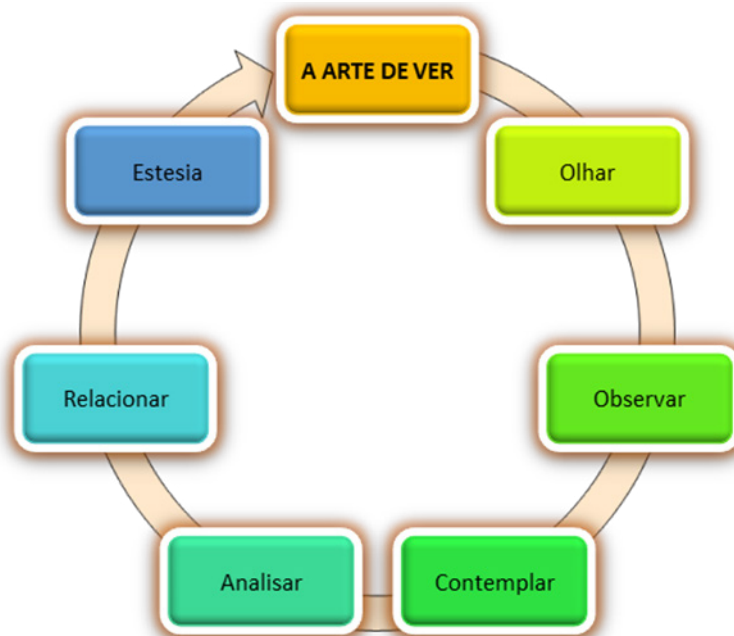 A ARTE DE VER
Olhar
Observar
Contemplar
Analisar
Relacionar
Estesia